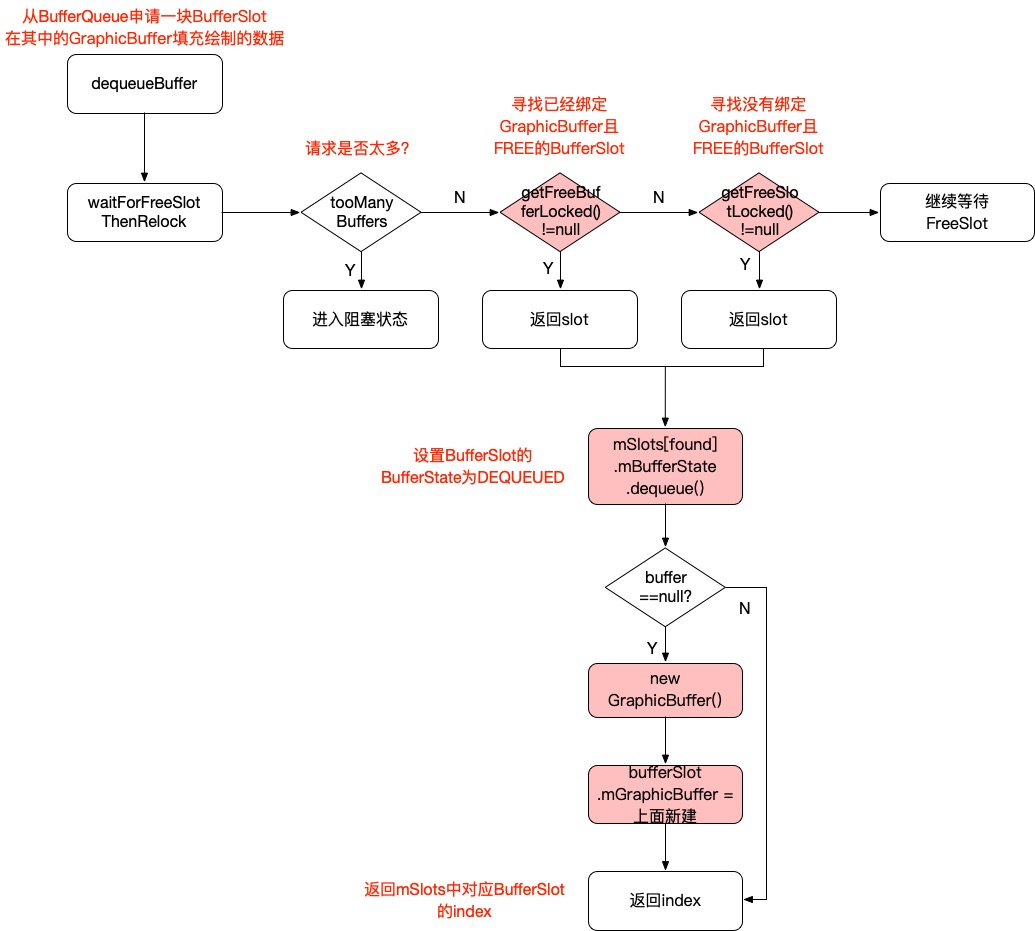 从BufferQueue申请一块BufferSlot
在其中的GraphicBuffer填充绘制的数据
dequeueBuffer
waitForFreeSlot
ThenRelock
请求是否太多?
tooMany
Buffers
N
Y
进入阻塞状态
寻找已经绑定
GraphicBuffer且
FREE的BufferSlot
getFreeBuf
ferLocked()
!=null
N
Y
返回slot
寻找没有绑定
GraphicBuffer且
FREE的BufferSlot
getFreeSlo
tLocked()
!=null
Y
返回slot
继续等待
FreeSlot
设置BufferSlot的
BufferState为DEQUEUED
mSlots[found]
.mBufferState
.dequeue()
buffer
==null?
N
Y
new
GraphicBuffer()
bufferSlot
.mGraphicBuffer =
上面新建
返回mSlots中对应BufferSlot
的index
返回index